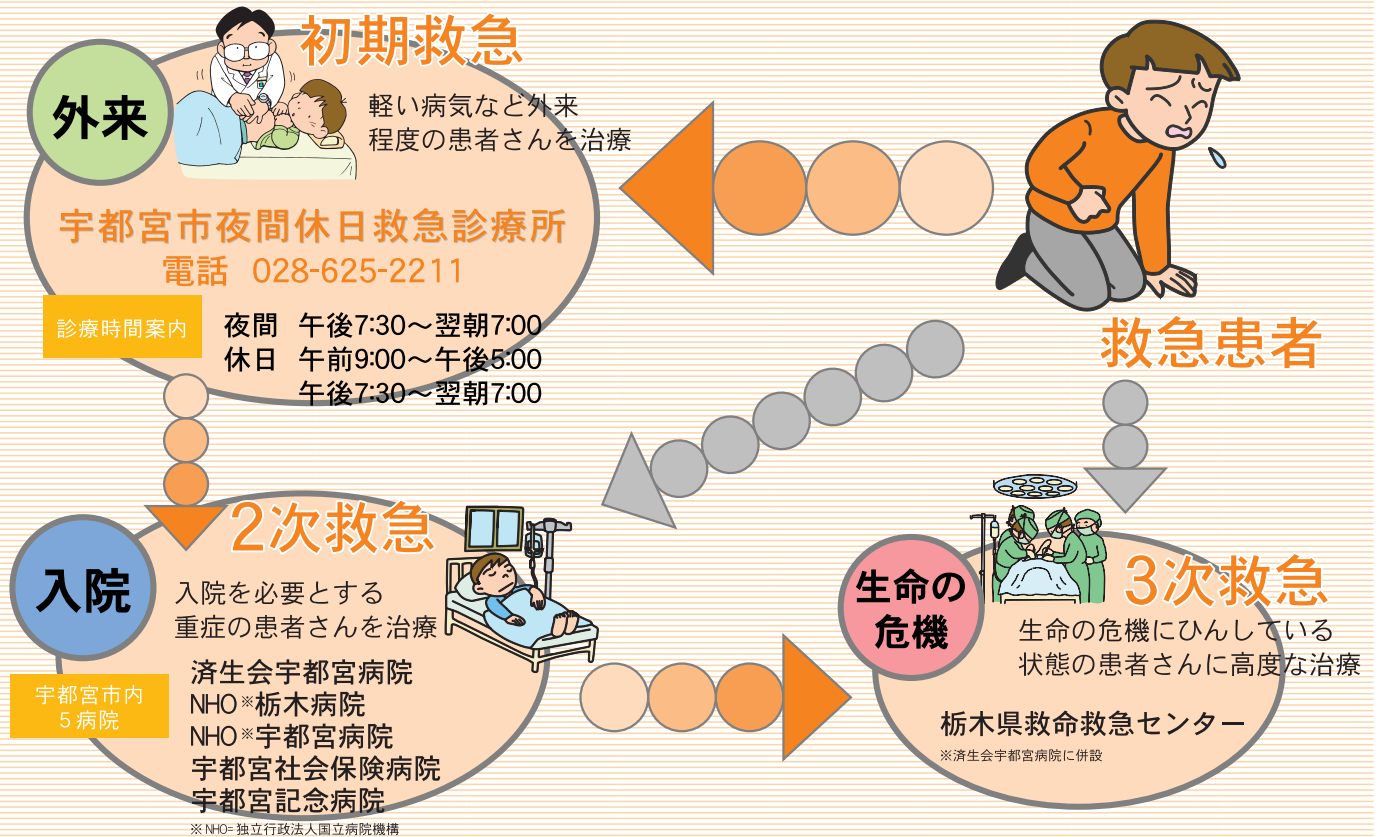 初期救急
外来
軽い病気など外来
程度の患者さんを治療
宇都宮市夜間休日救急診療所
電話 028-625-2211
診療時間案内
夜間 午後7:30～翌朝7:00
休日 午前9:00～午後5:00
午後7:30～翌朝7:00
救急患者
2次救急
入院
入院を必要とする
重症の患者さんを治療
宇都宮市内
5病院
済生会宇都宮病院
NHO※栃木病院
NHO※宇都宮病院
宇都宮社会保険病院
宇都宮記念病院
※NHO=独立行政法人国立病院機構
3次救急
生命の
危機
生命の危機にひんしている
状態の患者さんに高度な治療
栃木県救命救急センター
※済生会宇都宮病院に併設